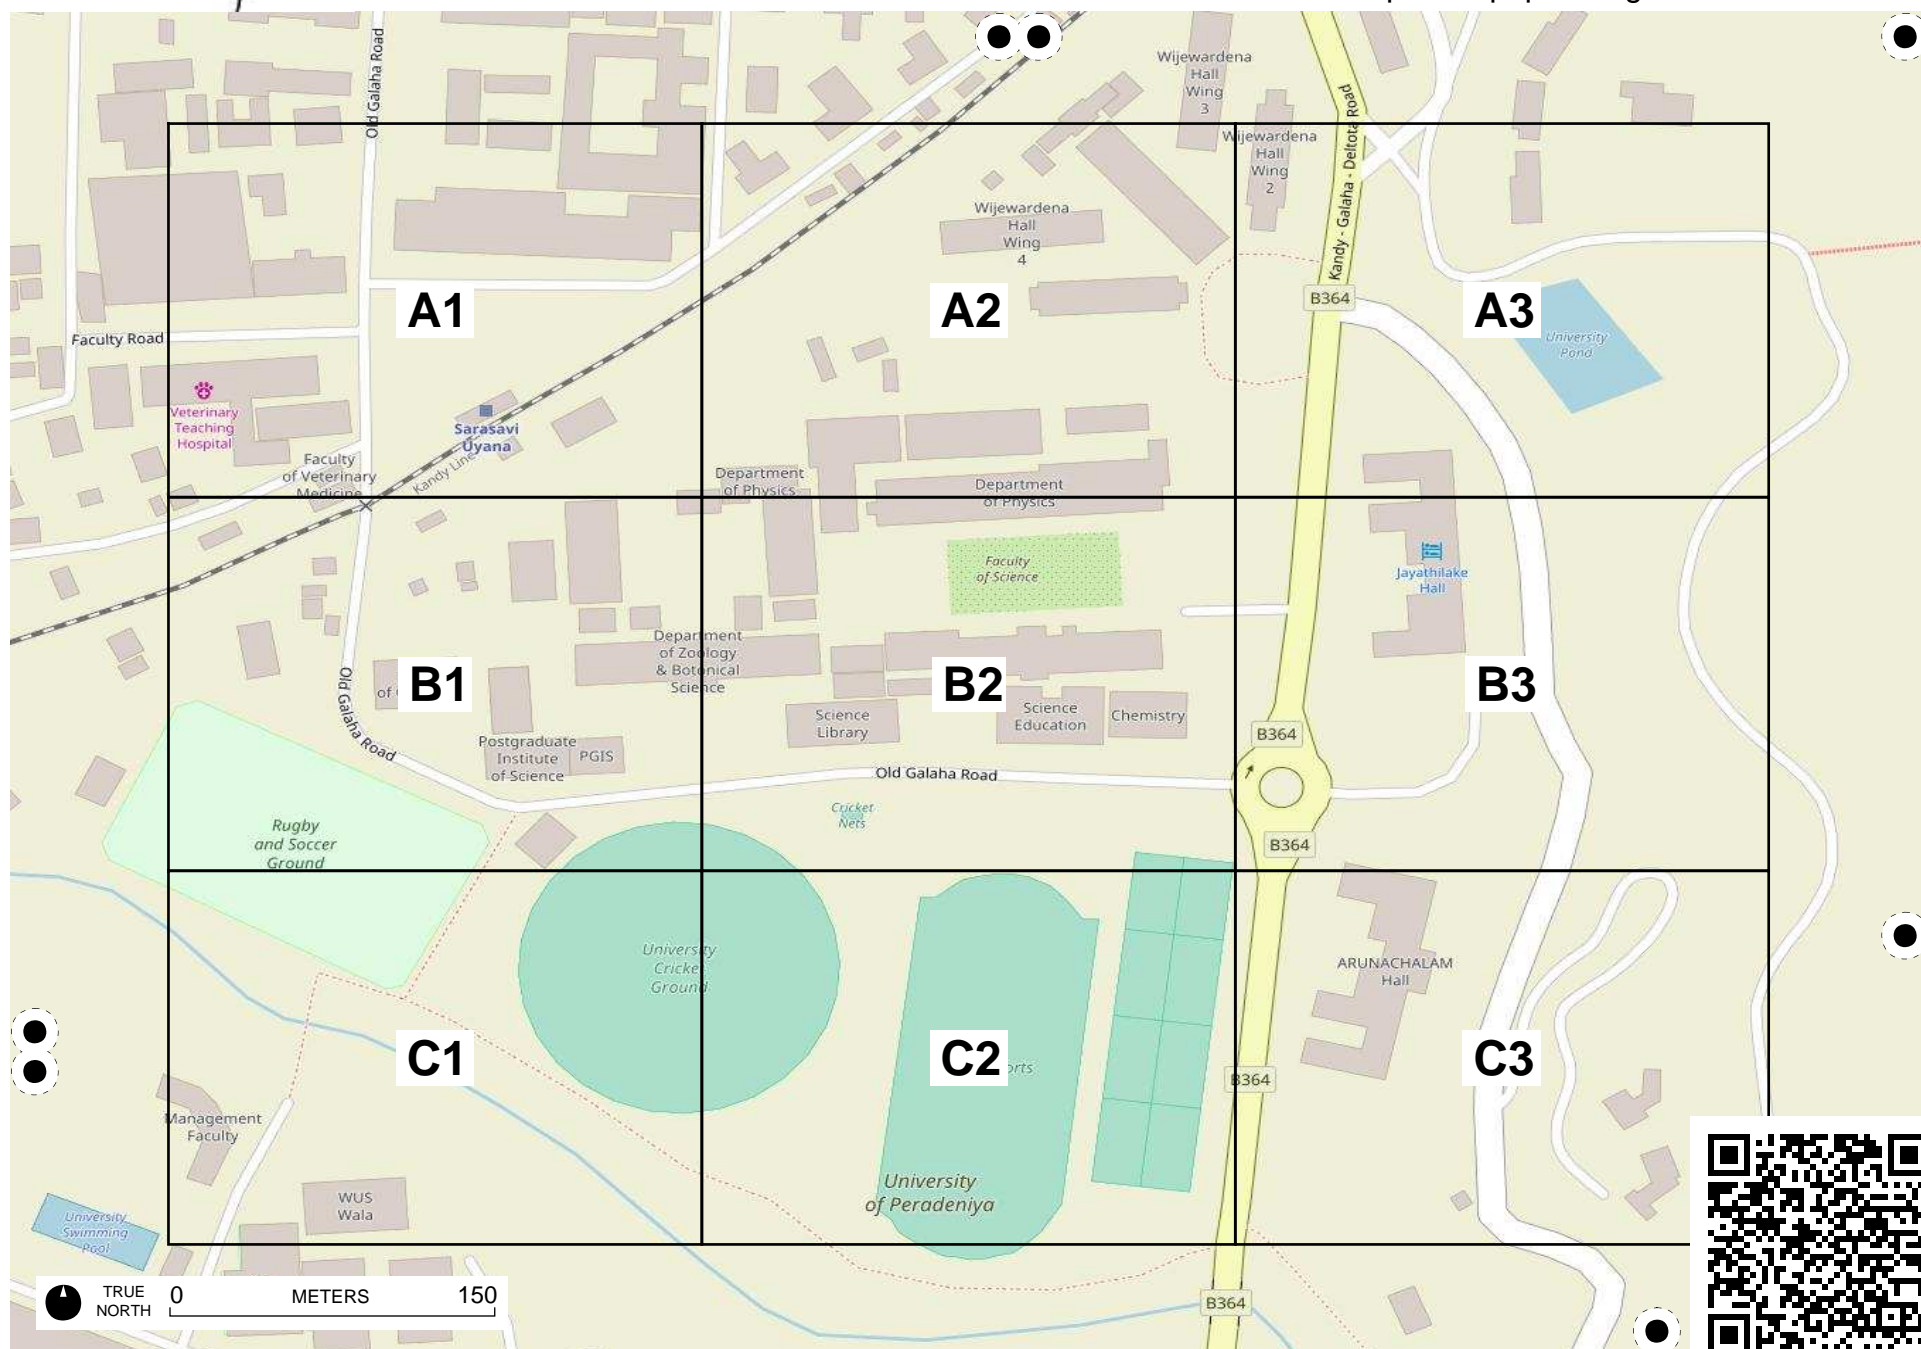 Old Galaha Road
Wijewardena
Hall
Wing
3
Kandy - Galaha - Deltota Road
Wijewardena
Hall
Wing
2
Wijewardena
Hall
Wing
4
A1
A2
A3
B364
Faculty Road
University
Pond
Veterinary
Teaching
Hospital
Sarasavi
Uyana
Kandy Line
Faculty
of Veterinary
Medicine
Department
of Physics
Department
of Physics
Faculty
of Science
Jayathilake
Hall
Department
of Zoology
& Botonical
Science
Old Galaha Road
of
B1
B2
B3
Science
Library
Science
Education
Chemistry
B364
Postgraduate
Institute
of Science
PGIS
Old Galaha Road
Cricket
Nets
Rugby
and Soccer
Ground
B364
University
Cricket
Ground
ARUNACHALAM
Hall
C1
C2
C3
B364
Management
Faculty
University
of Peradeniya
WUS
Wala
University
Swimming
Pool
TRUE
NORTH
0 METERS 150
B364